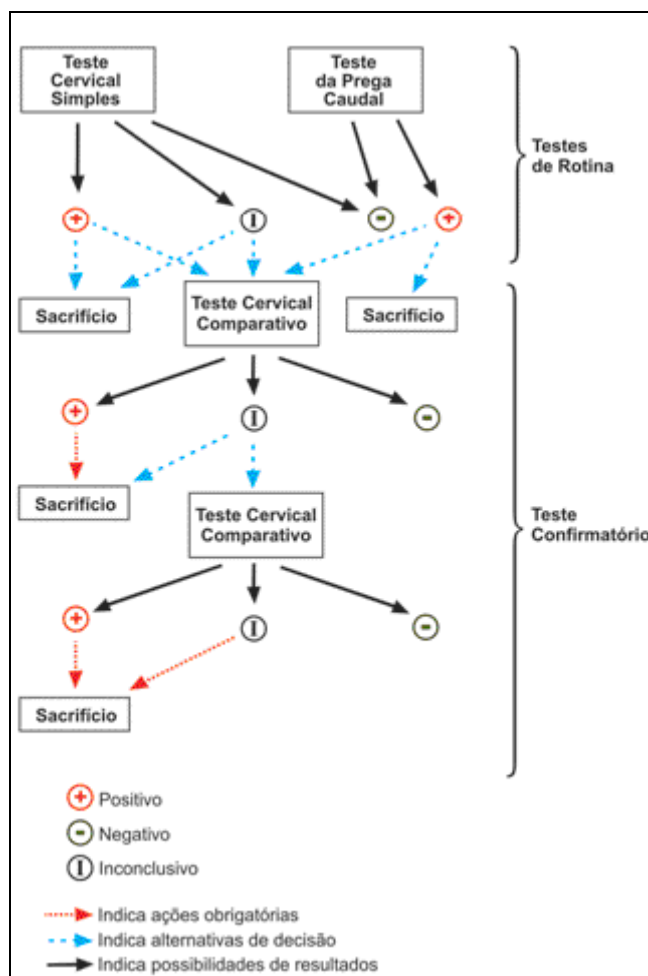 Teste
Cervical
Simples
Teste
da Prega
Caudal
Testes
de Rotina
+
I
-
+
Sacrifício
Teste Cervical
Comparativo
Sacrifício
+
I
-
Sacrifício
Teste Cervical
Comparativo
Teste
Confirmatório
+
I
-
Sacrifício
+ Positivo
- Negativo
I Inconclusivo
Indica ações obrigatórias
Indica alternativas de decisão
Indica possibilidades de resultados